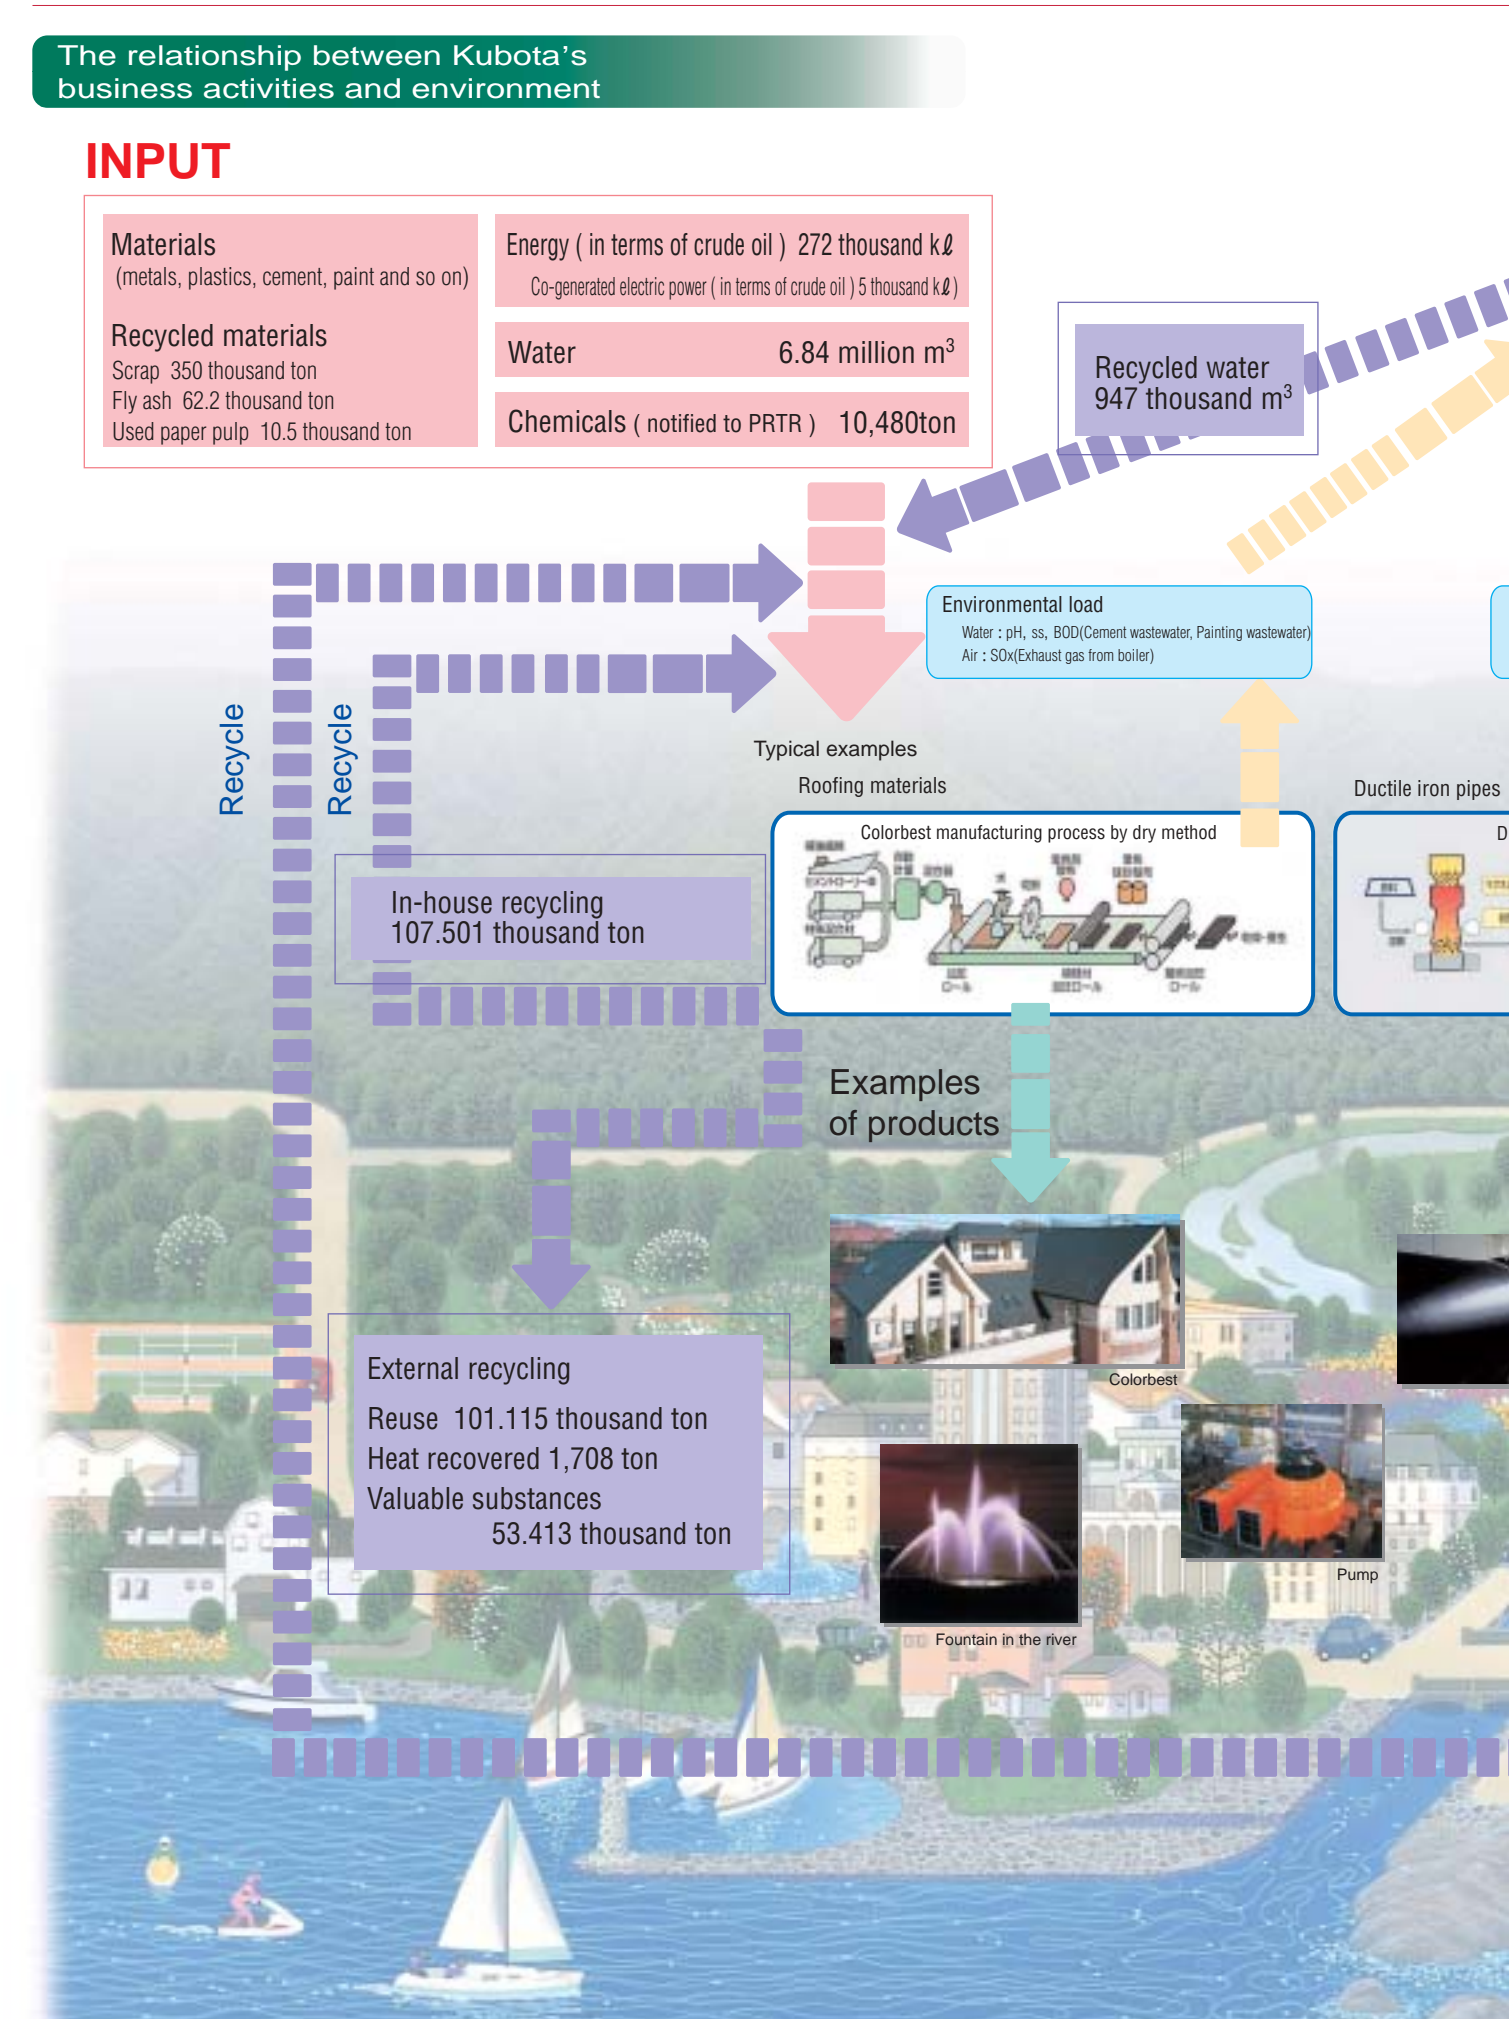 The relationship between Kubota's
business activities and environment
INPUT
Materials
(metals, plastics, cement, paint and so on)
Recycled materials
Scrap 350 thousand ton
Fly ash 62.2 thousand ton
Used paper pulp 10.5 thousand ton
Energy ( in terms of crude oil ) 272 thousand kℓ
Co-generated electric power ( in terms of crude oil ) 5 thousand kℓ )
Water 6.84 million m³
Chemicals ( notified to PRTR ) 10,480ton
Recycled water
947 thousand m³
Environmental load
Water : pH, ss, BOD(Cement wastewater, Painting wastewater)
Air : SOx(Exhaust gas from boiler)
Recycle
Recycle
Typical examples
Roofing materials
Ductile iron pipes
Colorbest manufacturing process by dry method
D
In-house recycling
107.501 thousand ton
Examples
of products
External recycling
Reuse 101.115 thousand ton
Heat recovered 1,708 ton
Valuable substances
53.413 thousand ton
Colorbest
Pump
Fountain in the river